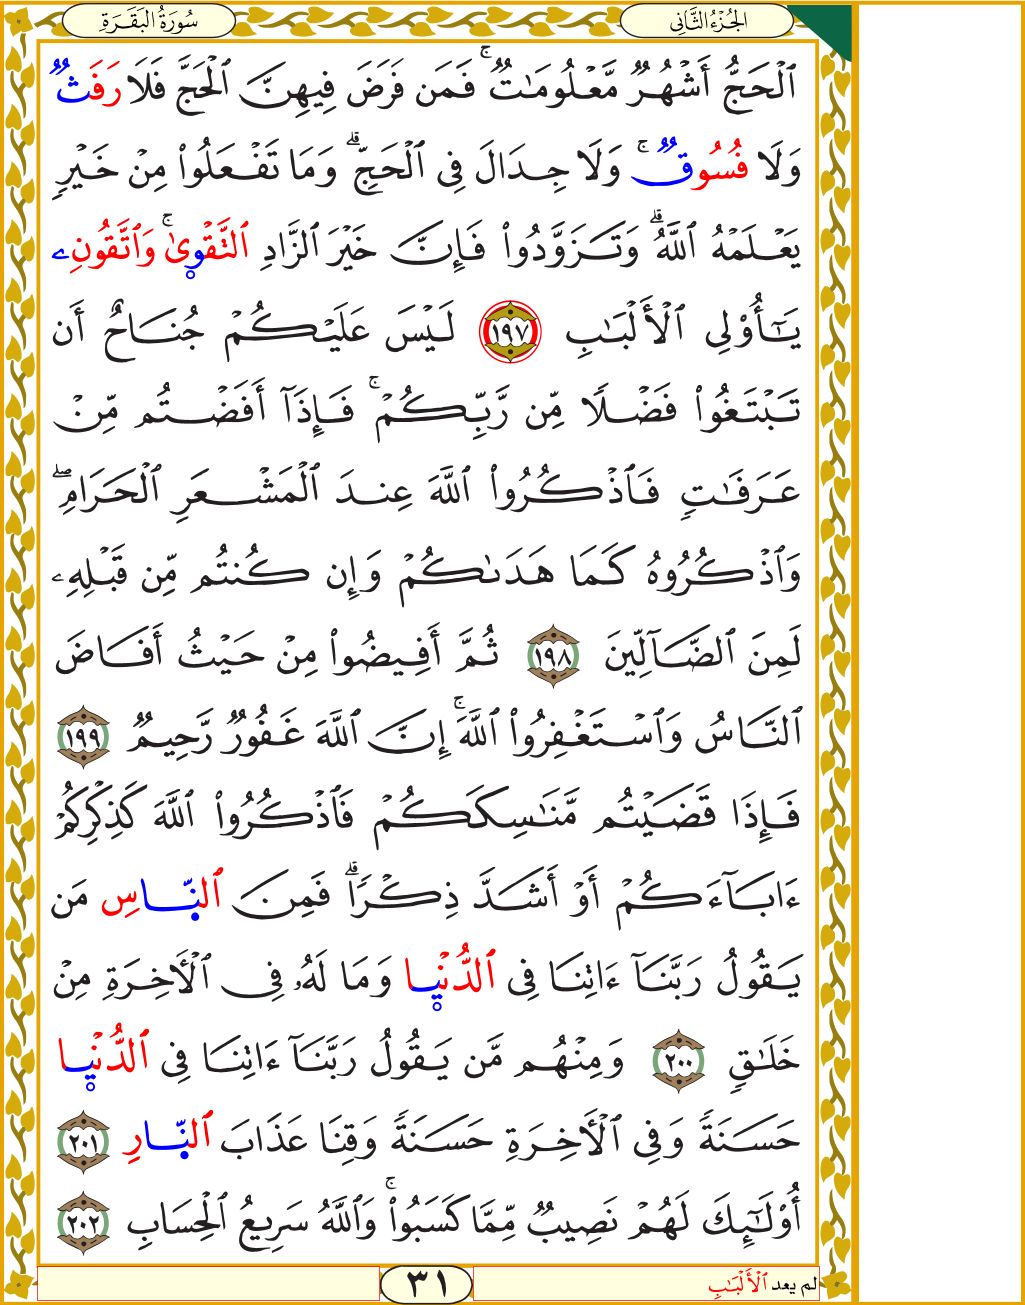 الجُزْءُ الثَّانِي
سُورَةُ البَقَرَةِ
ٱلْحَجُّ أَشْهُرٌ مَّعْلُومَٰتٌ ۚ فَمَن فَرَضَ فِيهِنَّ ٱلْحَجَّ فَلَا رَفَثٌ
وَلَا فُسُوقٌ ۚ وَلَا جِدَالَ فِي ٱلْحَجِّ ۗ وَمَا تَفْعَلُوا۟ مِنْ خَيْرٍ
يَعْلَمْهُ ٱللَّهُ ۗ وَتَزَوَّدُوا۟ فَإِنَّ خَيْرَ ٱلزَّادِ ٱلتَّقْوَىٰ ۚ وَٱتَّقُونِۦ
يَٰٓأُو۟لِي ٱلْأَلْبَٰبِ ١٩٧ لَيْسَ عَلَيْكُمْ جُنَاحٌ أَن
تَبْتَغُوا۟ فَضْلًا مِّن رَّبِّكُمْ ۚ فَإِذَآ أَفَضْتُم مِّنْ
عَرَفَٰتٍ فَٱذْكُرُوا۟ ٱللَّهَ عِندَ ٱلْمَشْعَرِ ٱلْحَرَامِ ۖ
وَٱذْكُرُوهُ كَمَا هَدَىٰكُمْ وَإِن كُنتُم مِّن قَبْلِهِۦ
لَمِنَ ٱلضَّآلِّينَ ١٩٨ ثُمَّ أَفِيضُوا۟ مِنْ حَيْثُ أَفَاضَ
ٱلنَّاسُ وَٱسْتَغْفِرُوا۟ ٱللَّهَ ۚ إِنَّ ٱللَّهَ غَفُورٌ رَّحِيمٌ ١٩٩
فَإِذَا قَضَيْتُم مَّنَٰسِكَكُمْ فَٱذْكُرُوا۟ ٱللَّهَ كَذِكْرِكُمْ
ءَابَآءَكُمْ أَوْ أَشَدَّ ذِكْرًا ۗ فَمِنَ ٱلنَّاسِ مَن
يَقُولُ رَبَّنَآ ءَاتِنَا فِي ٱلدُّنْيَا وَمَا لَهُۥ فِي ٱلْأَخِرَةِ مِنْ
خَلَٰقٍ ٢٠٠ وَمِنْهُم مَّن يَقُولُ رَبَّنَآ ءَاتِنَا فِي ٱلدُّنْيَا
حَسَنَةً وَفِي ٱلْأَخِرَةِ حَسَنَةً وَقِنَا عَذَابَ ٱلنَّارِ ٢٠١
أُو۟لَٰٓئِكَ لَهُمْ نَصِيبٌ مِّمَّا كَسَبُوا۟ ۚ وَٱللَّهُ سَرِيعُ ٱلْحِسَابِ ٢٠٢
لم يعد ٱلْأَلْبَٰبِ
٣١